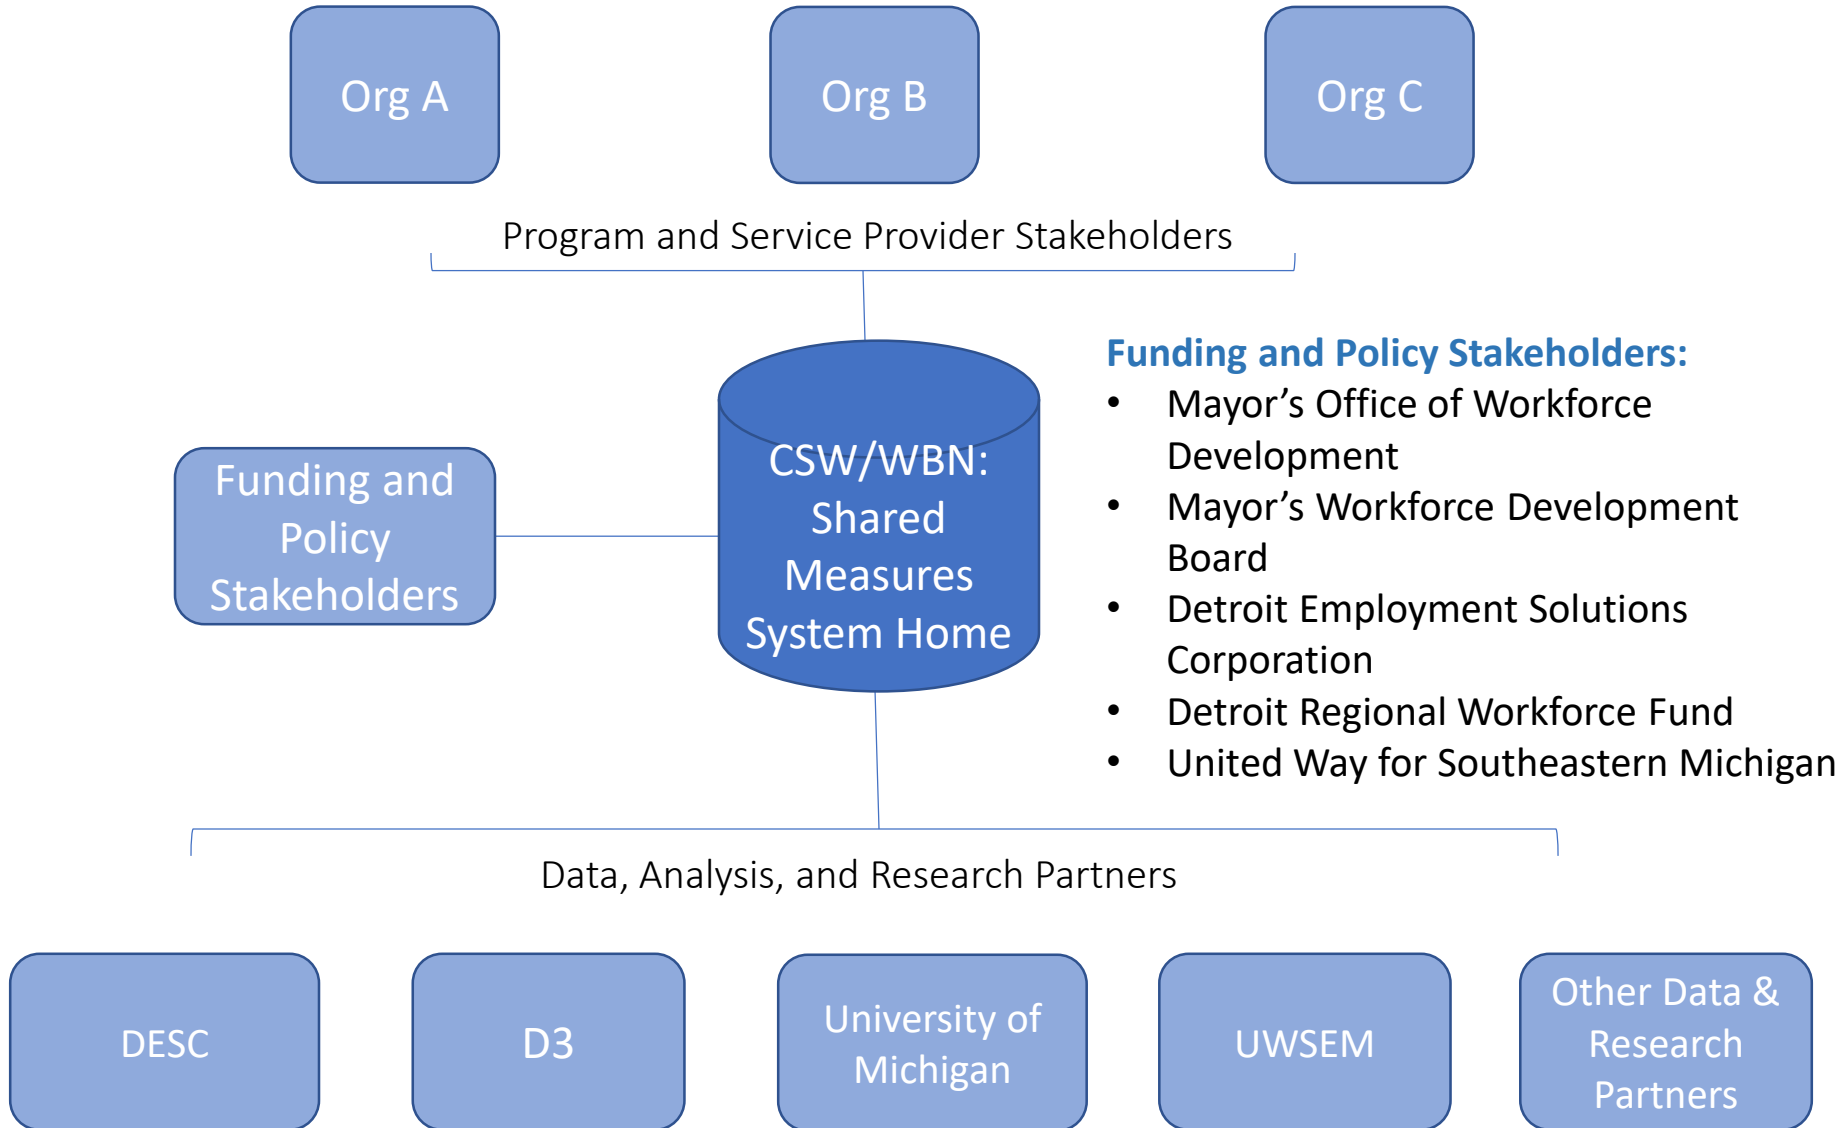 Org A
Org B
Org C
Program and Service Provider Stakeholders
Funding and
Policy
Stakeholders
CSW/WBN:
Shared
Measures
System Home
Funding and Policy Stakeholders:
• Mayor’s Office of Workforce
Development
• Mayor’s Workforce Development
Board
• Detroit Employment Solutions
Corporation
• Detroit Regional Workforce Fund
• United Way for Southeastern Michigan
Data, Analysis, and Research Partners
DESC
D3
University of
Michigan
UWSEM
Other Data &
Research
Partners